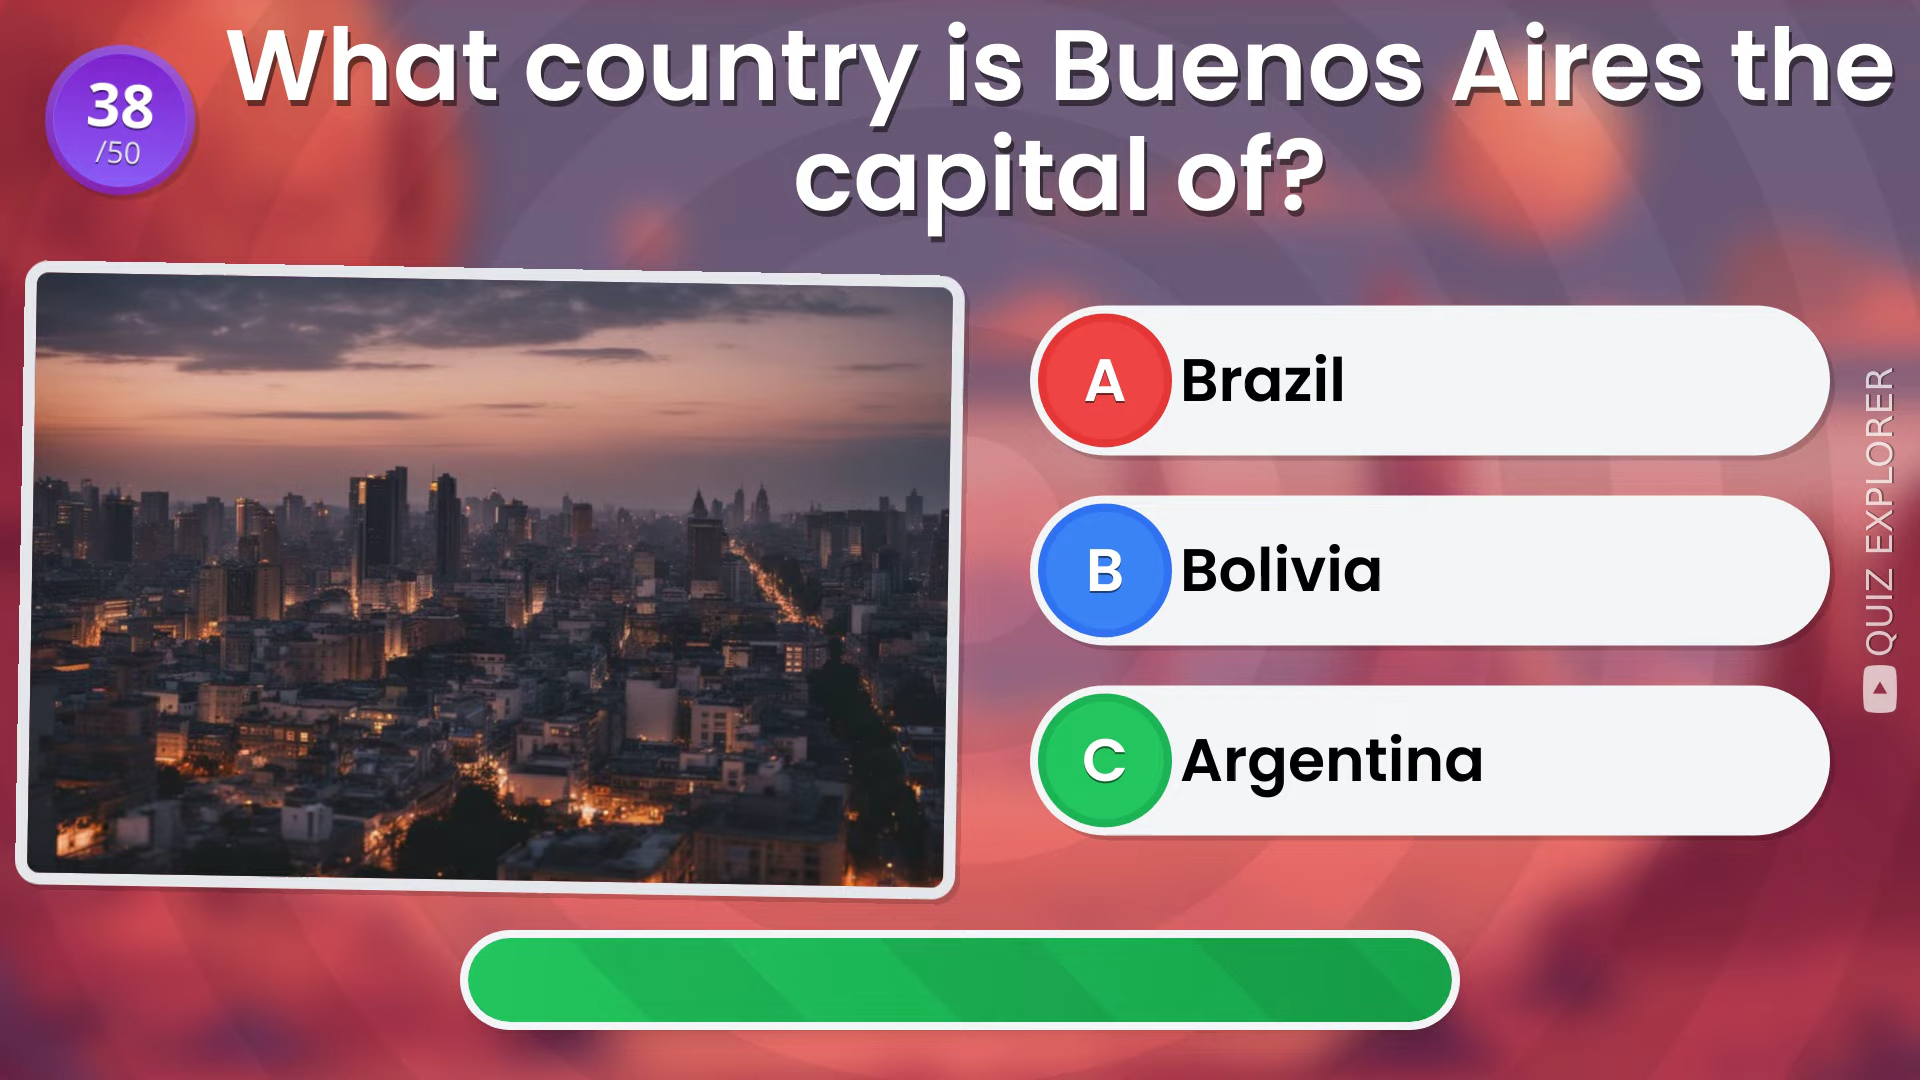 38
/50
What country is Buenos Aires the
capital of?
A Brazil
B Bolivia
C Argentina
QUIZ EXPLORER